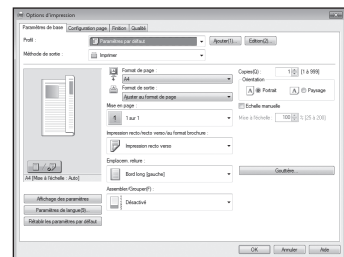 Options d'impression
Paramètres de base Configuration page Finition Qualité
Profil : Paramètres par défaut Ajouter(1)... Edition(2)...
Méthode de sortie : Imprimer
Format de page :
A4
Format de sortie :
Ajuster au format de page
Mise en page :
1 sur 1
Impression recto/recto verso/au format brochure :
Impression recto verso
Emplacem. reliure :
Bord long [gauche]
Assembler/Grouper(F) :
Désactivé
Copies(Q) : 1 [1 à 999]
Orientation
A Portrait A Paysage
Echelle manuelle
Mise à l'échelle : 100 % [25 à 200]
Gouttière...
A4 [Mise à l'échelle : Auto]
Affichage des paramètres
Paramètres de langue(S)...
Rétablir les paramètres par défaut
OK Annuler Aide